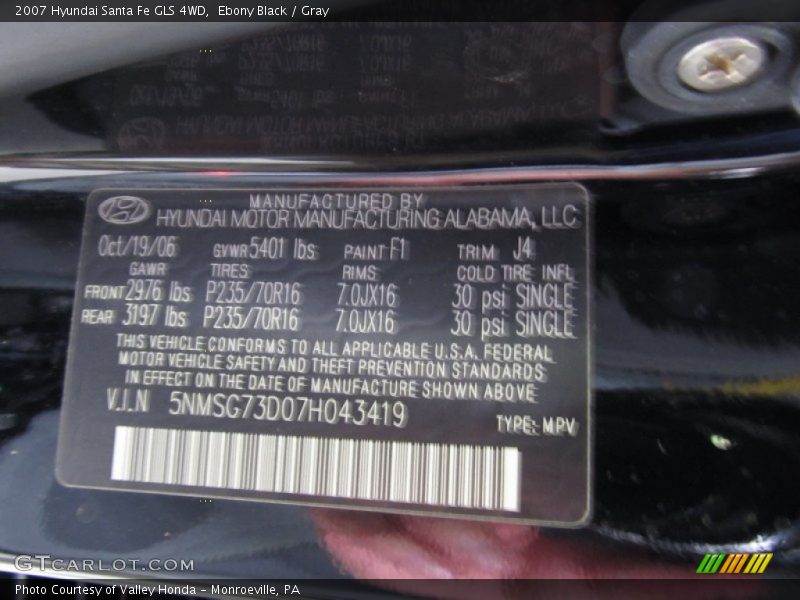 2007 Hyundai Santa Fe GLS 4WD,  Ebony Black / Gray
MANUFACTURED BY
HYUNDAI MOTOR MANUFACTURING ALABAMA, LLC
Oct/19/06 GVWR 5401 lbs PAINT F1 TRIM J4
GAWR TIRES RIMS COLD TIRE INFL
FRONT 2976 lbs P235/70R16 7.0JX16 30 psi SINGLE
REAR 3197 lbs P235/70R16 7.0JX16 30 psi SINGLE
THIS VEHICLE CONFORMS TO ALL APPLICABLE U.S.A. FEDERAL
MOTOR VEHICLE SAFETY AND THEFT PREVENTION STANDARDS
IN EFFECT ON THE DATE OF MANUFACTURE SHOWN ABOVE
V.I.N 5NMSG73D07H043419
TYPE: MPV
GTCARLOT.COM
Photo Courtesy of Valley Honda - Monroeville, PA